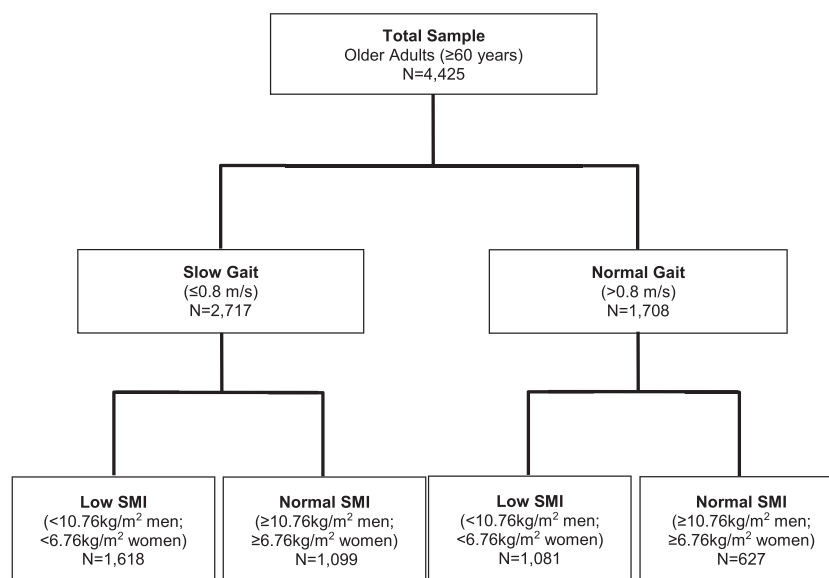 Total Sample
Older Adults (≥60 years)
N=4,425
Slow Gait
(≤0.8 m/s)
N=2,717
Normal Gait
(>0.8 m/s)
N=1,708
Low SMI
(<10.76kg/m² men;
<6.76kg/m² women)
N=1,618
Normal SMI
(≥10.76kg/m² men;
≥6.76kg/m² women)
N=1,099
Low SMI
(<10.76kg/m² men;
<6.76kg/m² women)
N=1,081
Normal SMI
(≥10.76kg/m² men;
≥6.76kg/m² women)
N=627